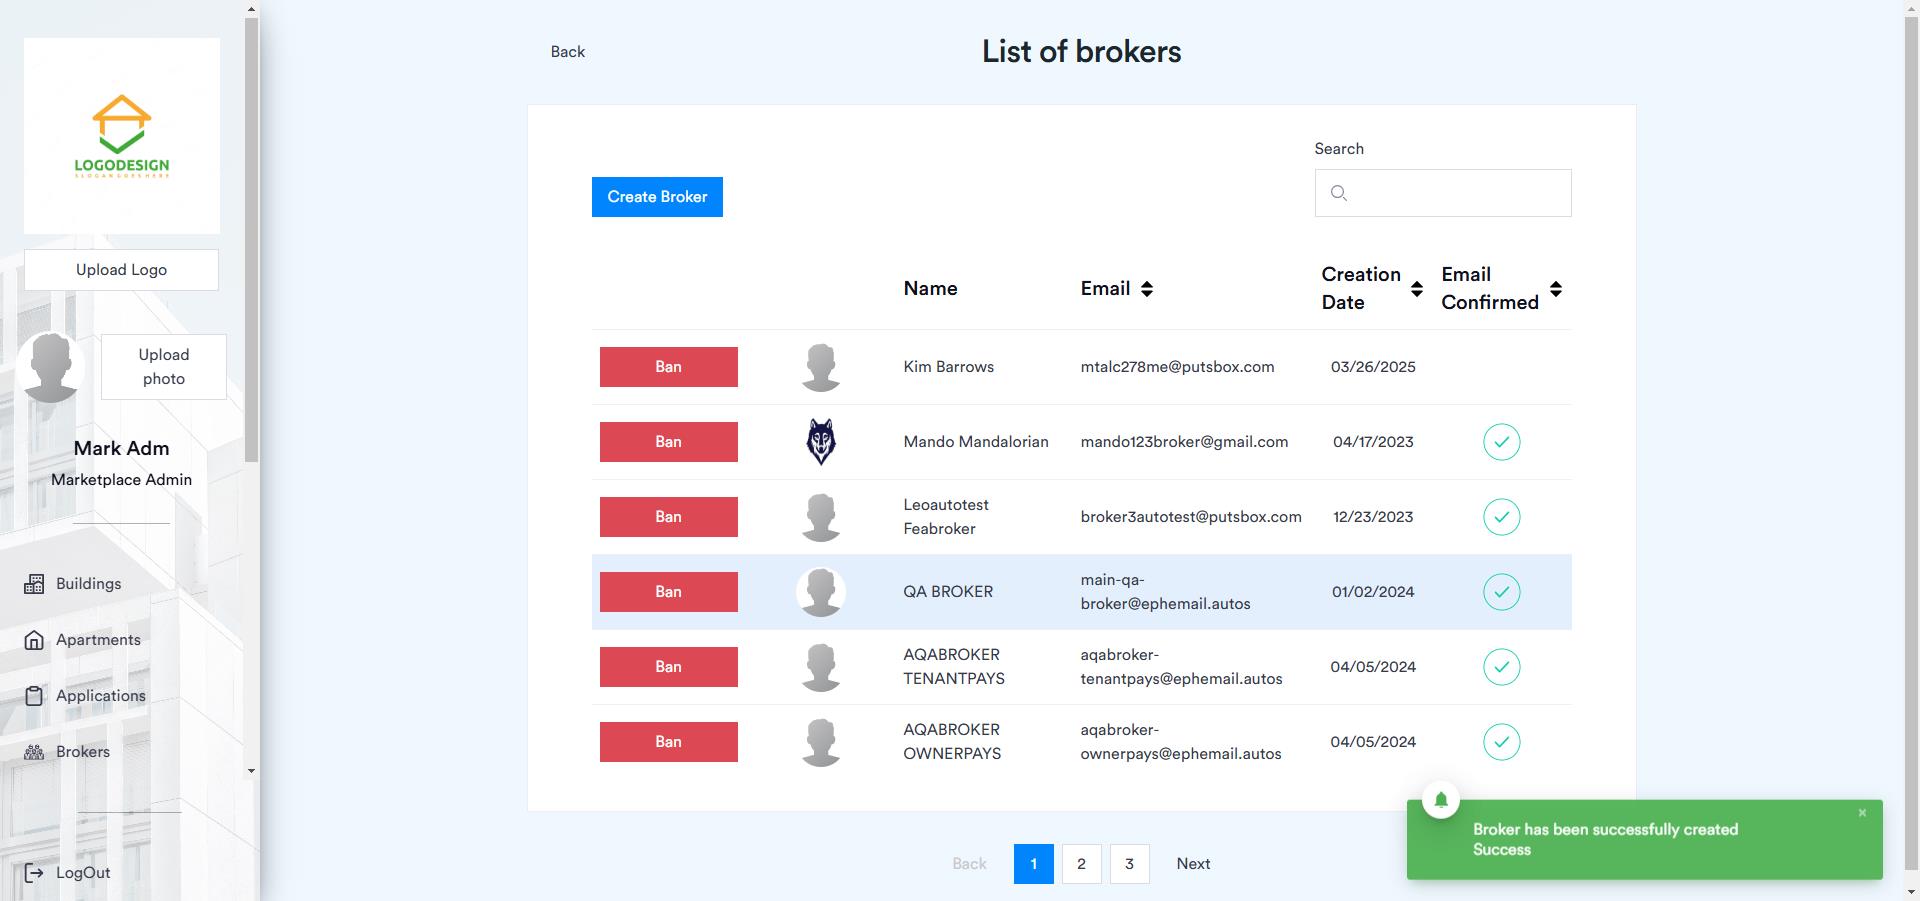 LOGODESIGN
SLOGAN GOES HERE
Upload Logo
Upload
photo
Mark Adm
Marketplace Admin
Buildings
Apartments
Applications
Brokers
LogOut
Back
List of brokers
Search
Create Broker
Name
Email
Creation
Date
Email
Confirmed
Ban
Kim Barrows
mtalc278me@putsbox.com
03/26/2025
Ban
Mando Mandalorian
mando123broker@gmail.com
04/17/2023
Ban
Leoautotest
Feabroker
broker3autotest@putsbox.com
12/23/2023
Ban
QA BROKER
main-qa-
broker@ephemail.autos
01/02/2024
Ban
AQABROKER
TENANTPAYS
aqabroker-
tenantpays@ephemail.autos
04/05/2024
Ban
AQABROKER
OWNERPAYS
aqabroker-
ownerpays@ephemail.autos
04/05/2024
Back
1
2
3
Next
Broker has been successfully created
Success